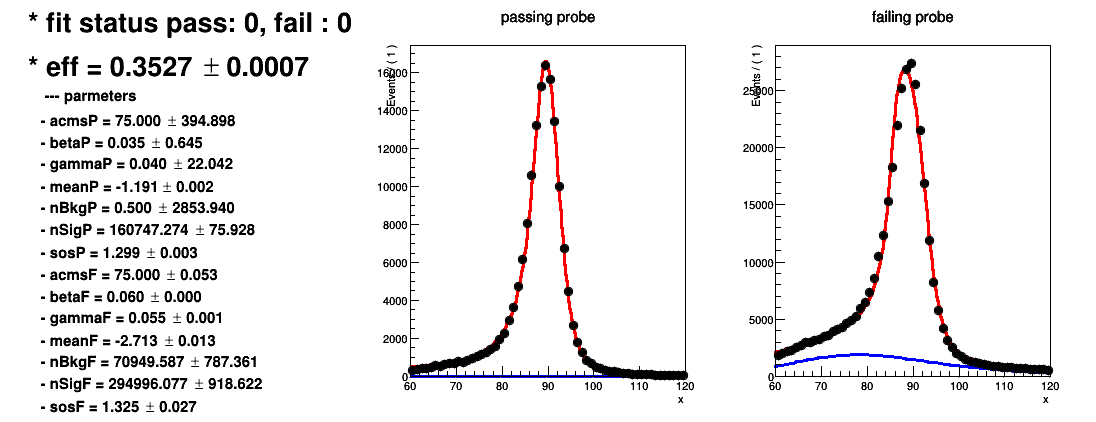 * fit status pass: 0, fail : 0
* eff = 0.3527 ± 0.0007
--- parmeters
- acmsP = 75.000 ± 394.898
- betaP = 0.035 ± 0.645
- gammaP = 0.040 ± 22.042
- meanP = -1.191 ± 0.002
- nBkgP = 0.500 ± 2853.940
- nSigP = 160747.274 ± 75.928
- sosP = 1.299 ± 0.003
- acmsF = 75.000 ± 0.053
- betaF = 0.060 ± 0.000
- gammaF = 0.055 ± 0.001
- meanF = -2.713 ± 0.013
- nBkgF = 70949.587 ± 787.361
- nSigF = 294996.077 ± 918.622
- sosF = 1.325 ± 0.027
passing probe
Events / ( 1 )
16000
14000
12000
10000
8000
6000
4000
2000
0
60 70 80 90 100 110 120
x
failing probe
Events / ( 1 )
25000
20000
15000
10000
5000
0
60 70 80 90 100 110 120
x